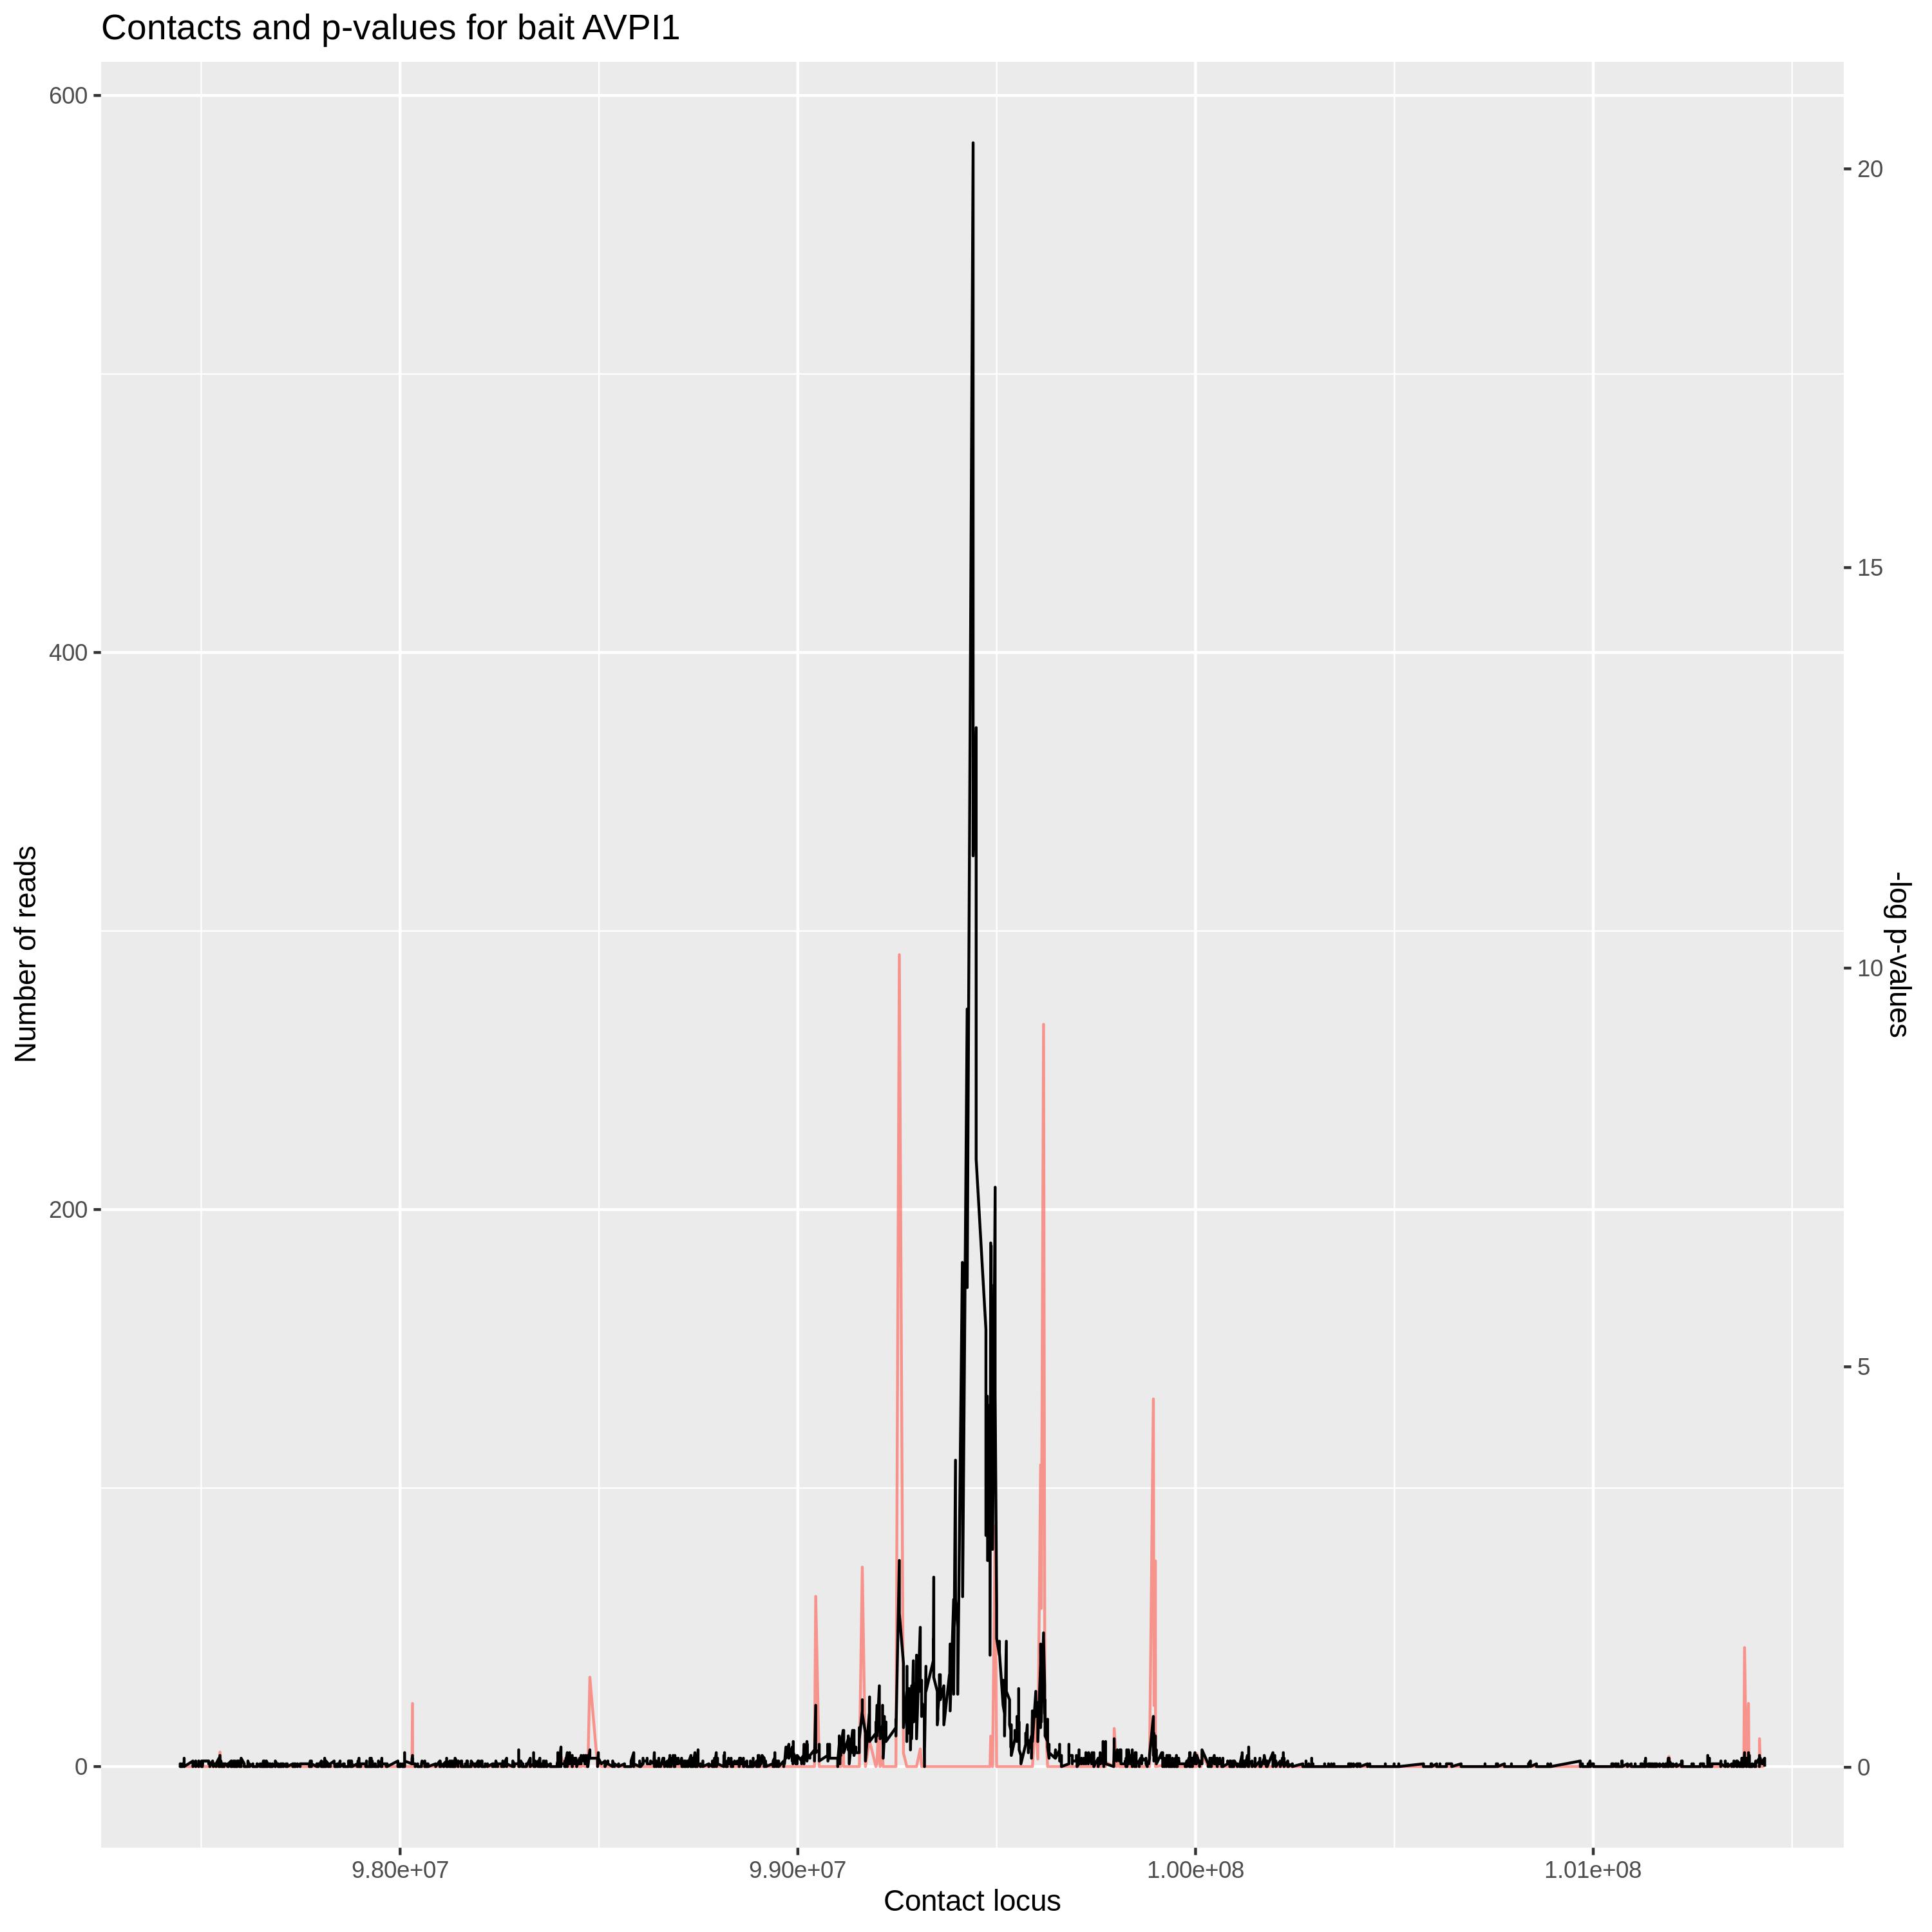 Contacts and p-values for bait AVPI1
600
400
200
0
Number of reads
20
15
10
5
0
-log p-values
9.80e+07
9.90e+07
1.00e+08
1.01e+08
Contact locus